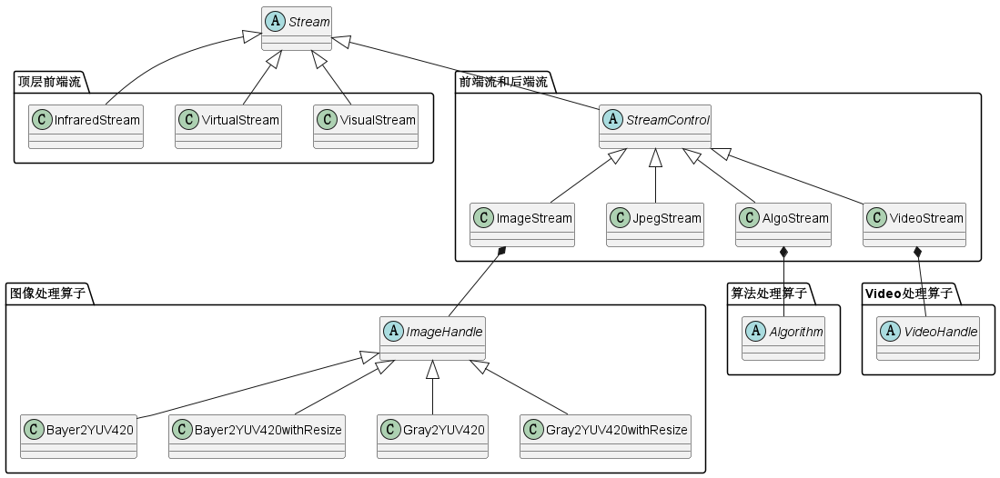 A Stream
顶层前端流
前端流和后端流
C InfraredStream
C VirtualStream
C VisualStream
A StreamControl
C ImageStream
C JpegStream
C AlgoStream
C VideoStream
图像处理算子
算法处理算子
Video处理算子
A ImageHandle
A Algorithm
A VideoHandle
C Bayer2YUV420
C Bayer2YUV420withResize
C Gray2YUV420
C Gray2YUV420withResize